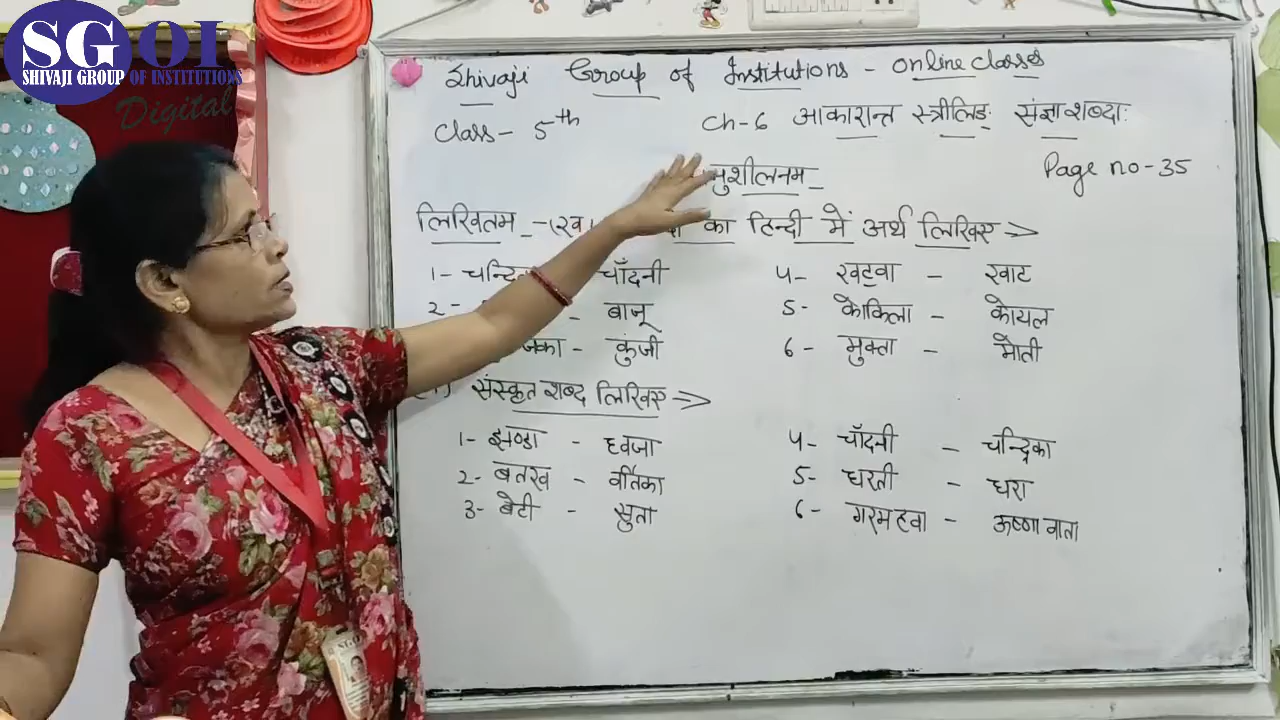 SGOI
SHIVAJI GROUP OF INSTITUTIONS
Digital
Shivaji Group of Institutions - online classes
Class- 5th Ch-6 आकारान्त स्त्रीलिङ्ग संज्ञा शब्दाः
Page no-35
लिखितम - (ख) का हिन्दी में अर्थ लिखिए ⇒
1- चाँदनी 4- खट्वा - खाट
2- - बाजू 5- कोकिला - कोयल
- कुंजी 6- मुक्ता - मोती
संस्कृत शब्द लिखिए ⇒
1- झण्डा - ध्वजा 4- चाँदनी - चन्द्रिका
2- बतख - वर्तिका 5- धरती - धरा
3- बेटी - सुता 6- गरम हवा - ऊष्णा वाता
SGOI